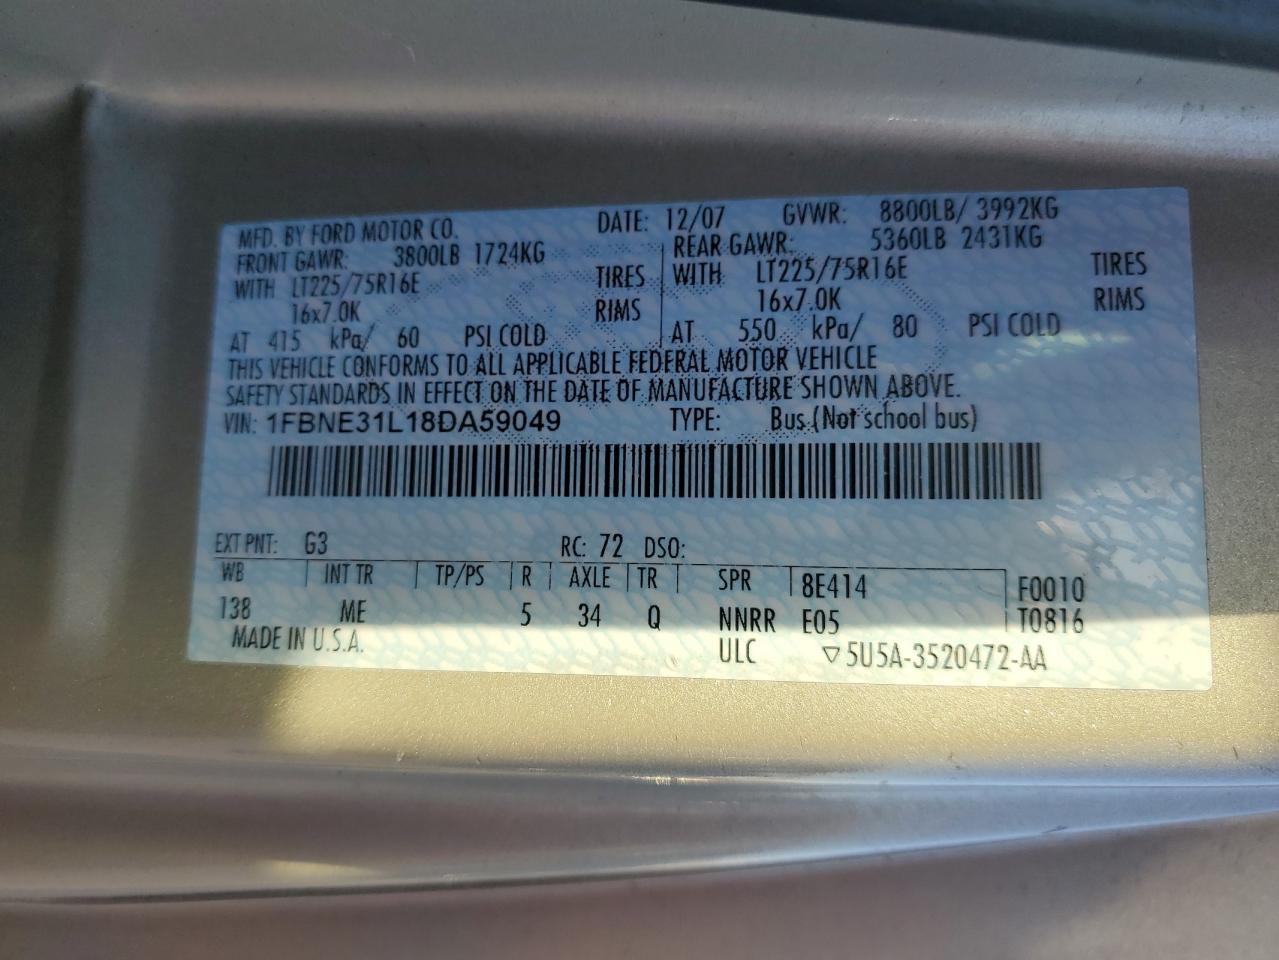 MFD. BY FORD MOTOR CO. DATE: 12/07 GVWR: 8800LB/ 3992KG
FRONT GAWR: 3800LB 1724KG REAR GAWR: 5360LB 2431KG
WITH LT225/75R16E TIRES WITH LT225/75R16E TIRES
16x7.0K RIMS 16x7.0K RIMS
AT 415 kPa/ 60 PSI COLD AT 550 kPa/ 80 PSI COLD
THIS VEHICLE CONFORMS TO ALL APPLICABLE FEDERAL MOTOR VEHICLE
SAFETY STANDARDS IN EFFECT ON THE DATE OF MANUFACTURE SHOWN ABOVE.
VIN: 1FBNE31L18DA59049 TYPE: Bus (Not school bus)
EXT PNT: G3 RC: 72 DSO:
WB INT TR TP/PS R AXLE TR SPR 8E414 F0010
138 ME 5 34 Q NNRR E05 T0816
MADE IN U.S.A. ULC ▽5U5A-3520472-AA